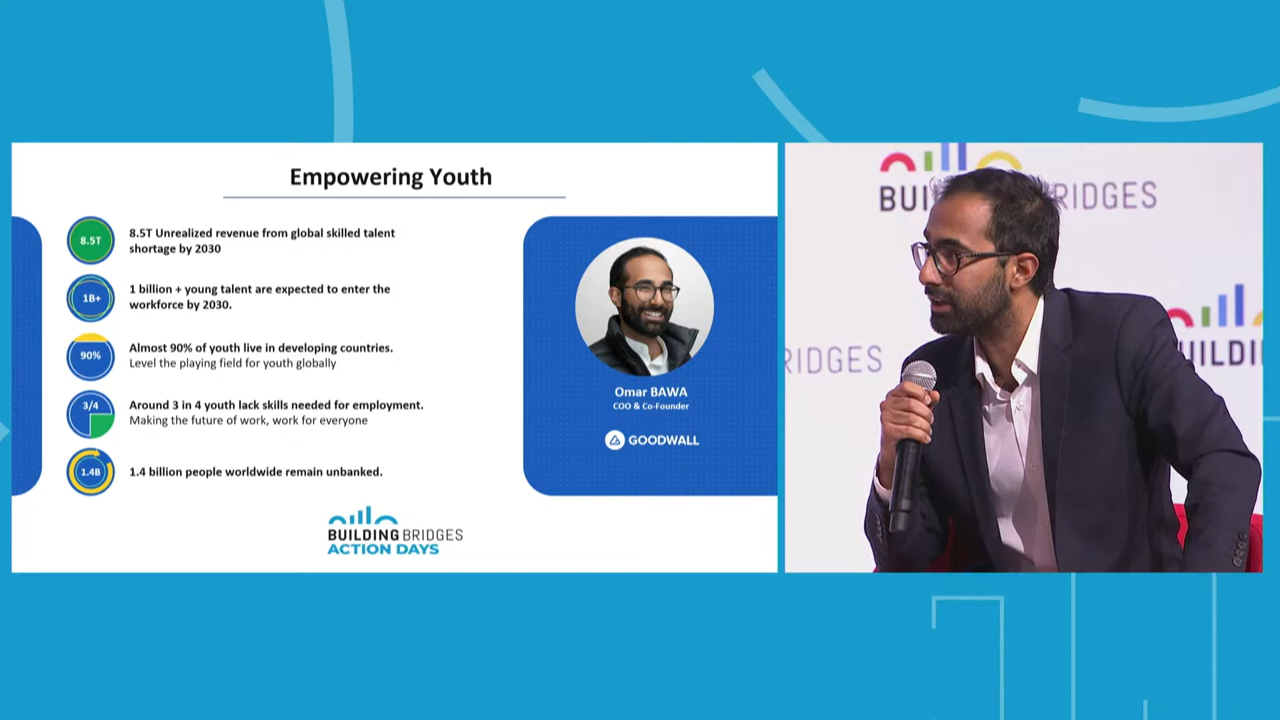 Empowering Youth
8.5T
8.5T Unrealized revenue from global skilled talent
shortage by 2030
1B+
1 billion + young talent are expected to enter the
workforce by 2030.
90%
Almost 90% of youth live in developing countries.
Level the playing field for youth globally
3/4
Around 3 in 4 youth lack skills needed for employment.
Making the future of work, work for everyone
1.4B
1.4 billion people worldwide remain unbanked.
Omar BAWA
COO & Co-Founder
GOODWALL
BUILDING BRIDGES
ACTION DAYS
BUI RIDGES
RIDGES
UILDI